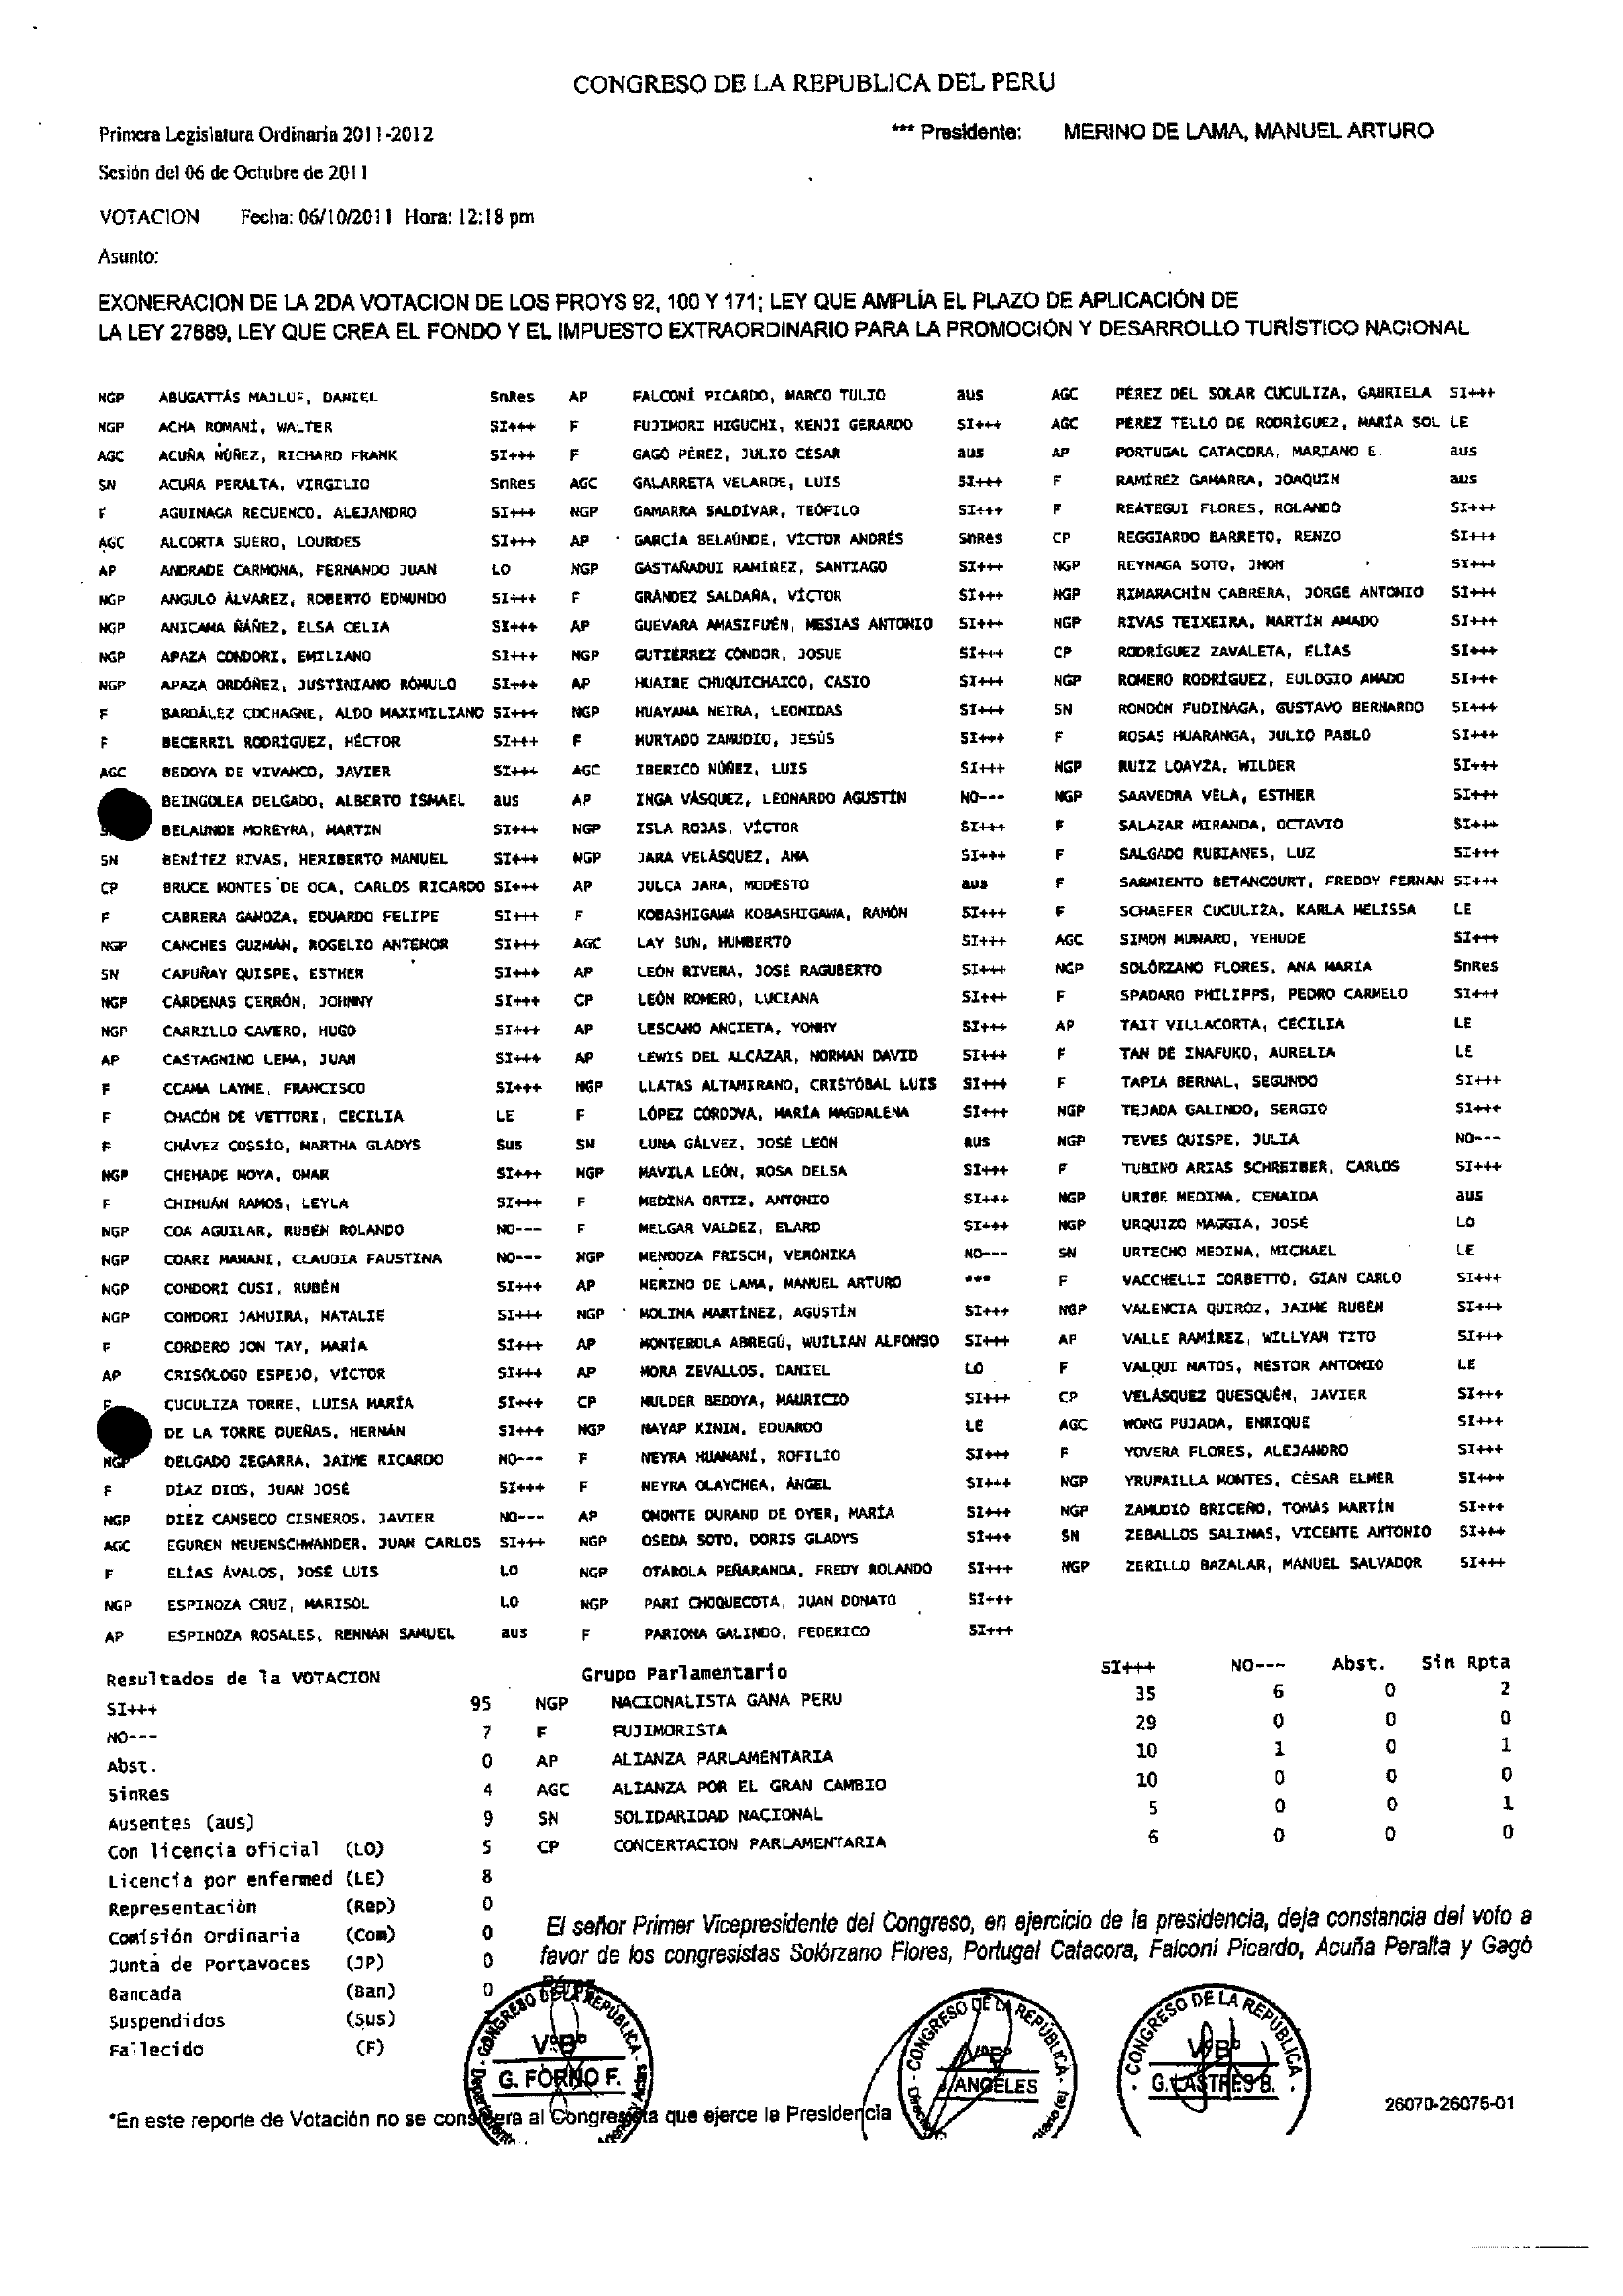 CONGRESO DE LA REPUBLICA DEL PERU
Primera Legislatura Ordinaria 2011-2012 *** Presidente: MERINO DE LAMA, MANUEL ARTURO
Sesión del 06 de Octubre de 2011
VOTACION Fecha: 06/10/2011 Hora: 12:18 pm
Asunto:
EXONERACION DE LA 2DA VOTACION DE LOS PROYS 92, 100 Y 171; LEY QUE AMPLÍA EL PLAZO DE APLICACIÓN DE
LA LEY 27889, LEY QUE CREA EL FONDO Y EL IMPUESTO EXTRAORDINARIO PARA LA PROMOCIÓN Y DESARROLLO TURÍSTICO NACIONAL
NGP ABUGATTÁS MAJLUF, DANIEL SnRes
NGP ACHA ROMANÍ, WALTER SI+++
AGC ACUÑA NÚÑEZ, RICHARD FRANK SI+++
SN ACUÑA PERALTA, VIRGILIO SnRes
F AGUINAGA RECUENCO, ALEJANDRO SI+++
AGC ALCORTA SUERO, LOURDES SI+++
AP ANDRADE CARMONA, FERNANDO JUAN LO
NGP ANGULO ÁLVAREZ, ROBERTO EDMUNDO SI+++
NGP ANICAMA ÑÁÑEZ, ELSA CELIA SI+++
NGP APAZA CONDORI, EMILIANO SI+++
NGP APAZA ORDÓÑEZ, JUSTINIANO RÓMULO SI+++
F BARDÁLEZ COCHAGNE, ALDO MAXIMILIANO SI+++
F BECERRIL RODRÍGUEZ, HÉCTOR SI+++
AGC BEDOYA DE VIVANCO, JAVIER SI+++
BEINGOLEA DELGADO, ALBERTO ISMAEL aus
BELAUNDE MOREYRA, MARTIN SI+++
SN BENÍTEZ RIVAS, HERIBERTO MANUEL SI+++
CP BRUCE MONTES DE OCA, CARLOS RICARDO SI+++
F CABRERA GANOZA, EDUARDO FELIPE SI+++
NGP CANCHES GUZMÁN, ROGELIO ANTENOR SI+++
SN CAPUÑAY QUISPE, ESTHER SI+++
NGP CÁRDENAS CERRÓN, JOHNNY SI+++
NGP CARRILLO CAVERO, HUGO SI+++
AP CASTAGNINO LEMA, JUAN SI+++
F CCAMA LAYME, FRANCISCO SI+++
F CHACÓN DE VETTORI, CECILIA LE
F CHÁVEZ COSSÍO, MARTHA GLADYS Sus
NGP CHEHADE MOYA, OMAR SI+++
F CHIHUÁN RAMOS, LEYLA SI+++
NGP COA AGUILAR, RUBÉN ROLANDO NO---
NGP COARI MAMANI, CLAUDIA FAUSTINA NO---
NGP CONDORI CUSI, RUBÉN SI+++
NGP CONDORI JAHUIRA, NATALIE SI+++
F CORDERO JON TAY, MARÍA SI+++
AP CRISÓLOGO ESPEJO, VÍCTOR SI+++
F CUCULIZA TORRE, LUISA MARÍA SI+++
DE LA TORRE DUEÑAS, HERNÁN SI+++
NGP DELGADO ZEGARRA, JAIME RICARDO NO---
F DÍAZ DIOS, JUAN JOSÉ SI+++
NGP DIEZ CANSECO CISNEROS, JAVIER NO---
AGC EGUREN NEUENSCHWANDER, JUAN CARLOS SI+++
F ELÍAS ÁVALOS, JOSÉ LUIS LO
NGP ESPINOZA CRUZ, MARISOL LO
AP ESPINOZA ROSALES, RENNAN SAMUEL aus
AP FALCONÍ PICARDO, MARCO TULIO aus
F FUJIMORI HIGUCHI, KENJI GERARDO SI+++
F GAGÓ PÉREZ, JULIO CÉSAR aus
AGC GALARRETA VELARDE, LUIS SI+++
NGP GAMARRA SALDÍVAR, TEÓFILO SI+++
AP GARCÍA BELAÚNDE, VÍCTOR ANDRÉS SnRes
NGP GASTAÑADUI RAMÍREZ, SANTIAGO SI+++
F GRÁNDEZ SALDAÑA, VÍCTOR SI+++
AP GUEVARA AMASIFUÉN, MESIAS ANTONIO SI+++
NGP GUTIÉRREZ CÓNDOR, JOSUE SI+++
AP HUAIRE CHUQUICHAICO, CASIO SI+++
NGP HUAYAMA NEIRA, LEONIDAS SI+++
F HURTADO ZAMUDIO, JESÚS SI+++
AGC IBERICO NÚÑEZ, LUIS SI+++
AP INGA VÁSQUEZ, LEONARDO AGUSTÍN NO---
NGP ISLA ROJAS, VÍCTOR SI+++
NGP JARA VELÁSQUEZ, ANA SI+++
AP JULCA JARA, MODESTO aus
F KOBASHIGAWA KOBASHIGAWA, RAMÓN SI+++
AGC LAY SUN, HUMBERTO SI+++
AP LEÓN RIVERA, JOSÉ RAGUBERTO SI+++
CP LEÓN ROMERO, LUCIANA SI+++
AP LESCANO ANCIETA, YONHY SI+++
AP LEWIS DEL ALCÁZAR, NORMAN DAVID SI+++
NGP LLATAS ALTAMIRANO, CRISTÓBAL LUIS SI+++
F LÓPEZ CÓRDOVA, MARÍA MAGDALENA SI+++
SN LUNA GÁLVEZ, JOSÉ LEÓN aus
NGP MAVILA LEÓN, ROSA DELSA SI+++
F MEDINA ORTIZ, ANTONIO SI+++
F MELGAR VALDEZ, ELARD SI+++
NGP MENDOZA FRISCH, VERÓNIKA NO---
AP MERINO DE LAMA, MANUEL ARTURO ***
NGP MOLINA MARTÍNEZ, AGUSTÍN SI+++
AP MONTEROLA ABREGÚ, WUILIAN ALFONSO SI+++
AP MORA ZEVALLOS, DANIEL LO
CP MULDER BEDOYA, MAURICIO SI+++
NGP NAYAP KININ, EDUARDO LE
F NEYRA HUAMANÍ, ROFILIO SI+++
F NEYRA OLAYCHEA, ÁNGEL SI+++
AP OMONTE DURAND DE DYER, MARÍA SI+++
NGP OSEDA SOTO, DORIS GLADYS SI+++
NGP OTÁROLA PEÑARANDA, FREDY ROLANDO SI+++
NGP PARI CHOQUECOTA, JUAN DONATO SI+++
F PARIONA GALINDO, FEDERICO SI+++
AGC PÉREZ DEL SOLAR CUCULIZA, GABRIELA SI+++
AGC PÉREZ TELLO DE RODRÍGUEZ, MARÍA SOL LE
AP PORTUGAL CATACORA, MARIANO E. aus
F RAMÍREZ GAMARRA, JOAQUÍN aus
F REÁTEGUI FLORES, ROLANDO SI+++
CP REGGIARDO BARRETO, RENZO SI+++
NGP REYNAGA SOTO, JHON SI+++
NGP RIMARACHÍN CABRERA, JORGE ANTONIO SI+++
NGP RIVAS TEIXEIRA, MARTÍN AMADO SI+++
CP RODRÍGUEZ ZAVALETA, ELÍAS SI+++
NGP ROMERO RODRÍGUEZ, EULOGIO AMADO SI+++
SN RONDÓN FUDINAGA, GUSTAVO BERNARDO SI+++
F ROSAS HUARANGA, JULIO PABLO SI+++
NGP RUIZ LOAYZA, WILDER SI+++
NGP SAAVEDRA VELA, ESTHER SI+++
F SALAZAR MIRANDA, OCTAVIO SI+++
F SALGADO RUBIANES, LUZ SI+++
F SARMIENTO BETANCOURT, FREDDY FERNAN SI+++
F SCHAEFER CUCULIZA, KARLA MELISSA LE
AGC SIMON MUNARO, YEHUDE SI+++
NGP SOLÓRZANO FLORES, ANA MARÍA SnRes
F SPADARO PHILIPPS, PEDRO CARMELO SI+++
AP TAIT VILLACORTA, CECILIA LE
F TAN DE INAFUKO, AURELIA LE
F TAPIA BERNAL, SEGUNDO SI+++
NGP TEJADA GALINDO, SERGIO SI+++
NGP TEVES QUISPE, JULIA NO---
F TUBINO ARIAS SCHREIBER, CARLOS SI+++
NGP URIBE MEDINA, CENAIDA aus
NGP URQUIZO MAGGIA, JOSÉ LO
SN URTECHO MEDINA, MICHAEL LE
F VACCHELLI CORBETTO, GIAN CARLO SI+++
NGP VALENCIA QUIROZ, JAIME RUBÉN SI+++
AP VALLE RAMÍREZ, WILLYAM TITO SI+++
F VALQUI MATOS, NÉSTOR ANTONIO LE
CP VELÁSQUEZ QUESQUÉN, JAVIER SI+++
AGC WONG PUJADA, ENRIQUE SI+++
F YOVERA FLORES, ALEJANDRO SI+++
NGP YRUPAILLA MONTES, CÉSAR ELMER SI+++
NGP ZAMUDIO BRICEÑO, TOMÁS MARTÍN SI+++
SN ZEBALLOS SALINAS, VICENTE ANTONIO SI+++
NGP ZERILLO BAZALAR, MANUEL SALVADOR SI+++
Resultados de la VOTACION
SI+++ 95
NO--- 7
Abst. 0
SinRes 4
Ausentes (aus) 9
Con licencia oficial (LO) 5
Licencia por enfermed (LE) 8
Representación (Rep) 0
Comisión Ordinaria (Com) 0
Junta de Portavoces (JP) 0
Bancada (Ban) 0
Suspendidos (Sus)
Fallecido (F)
Grupo Parlamentario SI+++ NO--- Abst. Sin Rpta
NGP NACIONALISTA GANA PERU 35 6 0 2
F FUJIMORISTA 29 0 0 0
AP ALIANZA PARLAMENTARIA 10 1 0 1
AGC ALIANZA POR EL GRAN CAMBIO 10 0 0 0
SN SOLIDARIDAD NACIONAL 5 0 0 1
CP CONCERTACION PARLAMENTARIA 6 0 0 0
El señor Primer Vicepresidente del Congreso, en ejercicio de la presidencia, deja constancia del voto a
favor de los congresistas Solórzano Flores, Portugal Catacora, Falconí Picardo, Acuña Peralta y Gagó
CONGRESO DE LA REPÚBLICA
VºBº
G. FORNO F.
CONGRESO DE LA REPÚBLICA
VºBº
ANGELES
CONGRESO DE LA REPÚBLICA
VºBº
G. LASTRES B.
26070-26075-01
*En este reporte de Votación no se considera al Congresista que ejerce la Presidencia